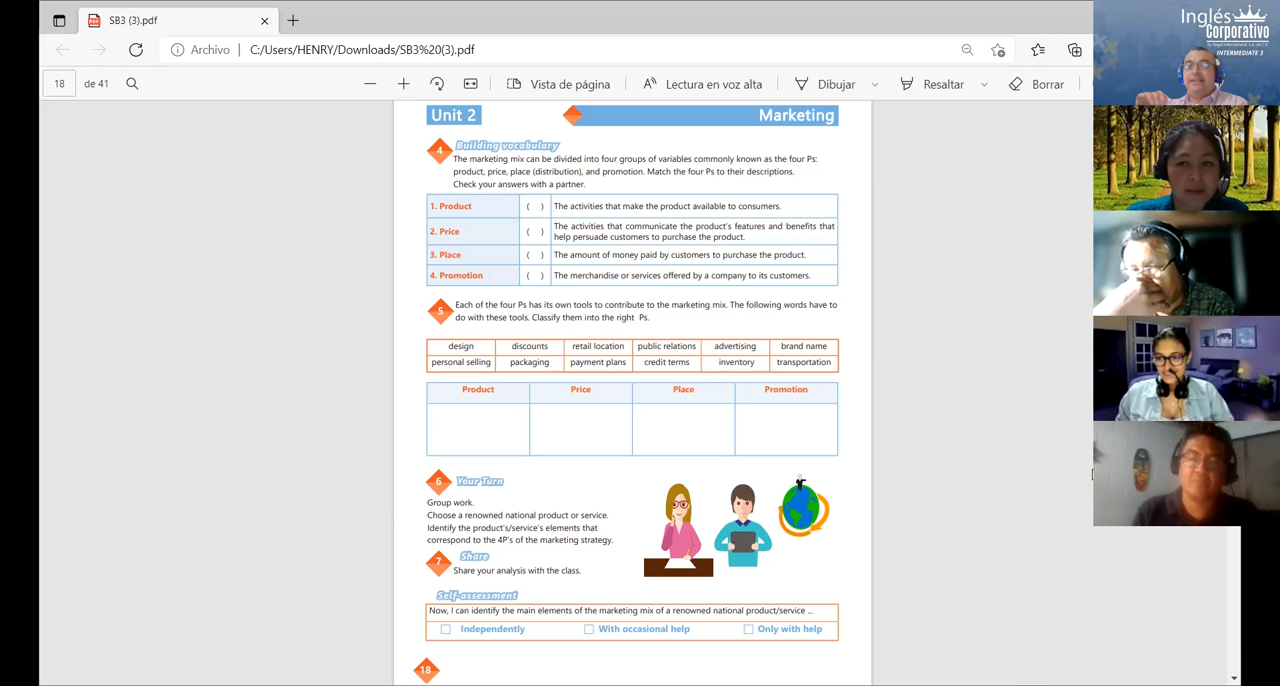 SB3 (3).pdf
Archivo | C:/Users/HENRY/Downloads/SB3%20(3).pdf
18 de 41
Vista de página
Lectura en voz alta
Dibujar
Resaltar
Borrar
Inglés
Corporativo
INTERMEDIATE 3
Unit 2
Marketing
4 Building vocabulary
The marketing mix can be divided into four groups of variables commonly known as the four Ps:
product, price, place (distribution), and promotion. Match the four Ps to their descriptions.
Check your answers with a partner.
1. Product ( ) The activities that make the product available to consumers.
2. Price ( ) The activities that communicate the product's features and benefits that
help persuade customers to purchase the product.
3. Place ( ) The amount of money paid by customers to purchase the product.
4. Promotion ( ) The merchandise or services offered by a company to its customers.
5 Each of the four Ps has its own tools to contribute to the marketing mix. The following words have to
do with these tools. Classify them into the right Ps.
design discounts retail location public relations advertising brand name
personal selling packaging payment plans credit terms inventory transportation
Product Price Place Promotion
6 Your Turn
Group work.
Choose a renowned national product or service.
Identify the product's/service's elements that
correspond to the 4P's of the marketing strategy.
7 Share
Share your analysis with the class.
Self-assessment
Now, I can identify the main elements of the marketing mix of a renowned national product/service ...
Independently With occasional help Only with help
18